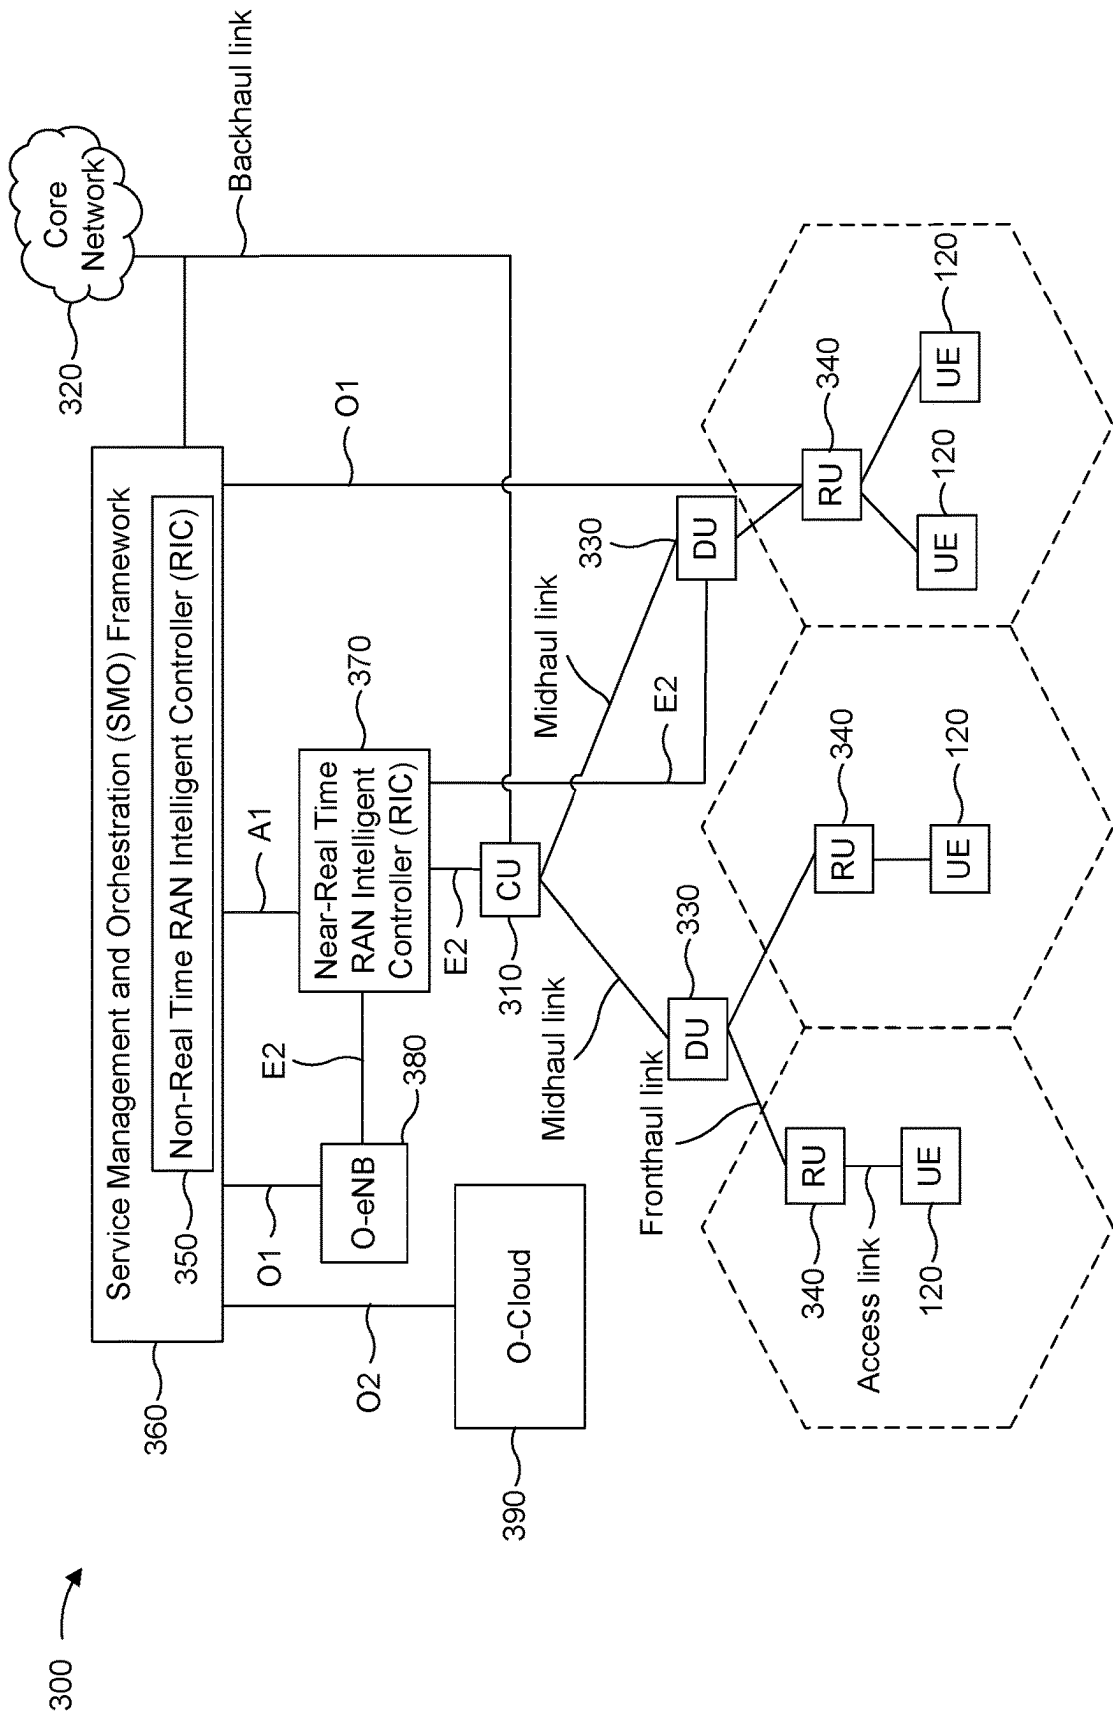 300
360
Service Management and Orchestration (SMO) Framework
350
Non-Real Time RAN Intelligent Controller (RIC)
320
Core
Network
Backhaul link
O2
O1
A1
O1
390
O-Cloud
O-eNB
380
E2
Near-Real Time
RAN Intelligent
Controller (RIC)
370
E2
310
CU
Midhaul link
Midhaul link
E2
330
DU
330
DU
Fronthaul link
340
RU
Access link
120
UE
RU
340
UE
120
RU
340
UE
120
UE
120